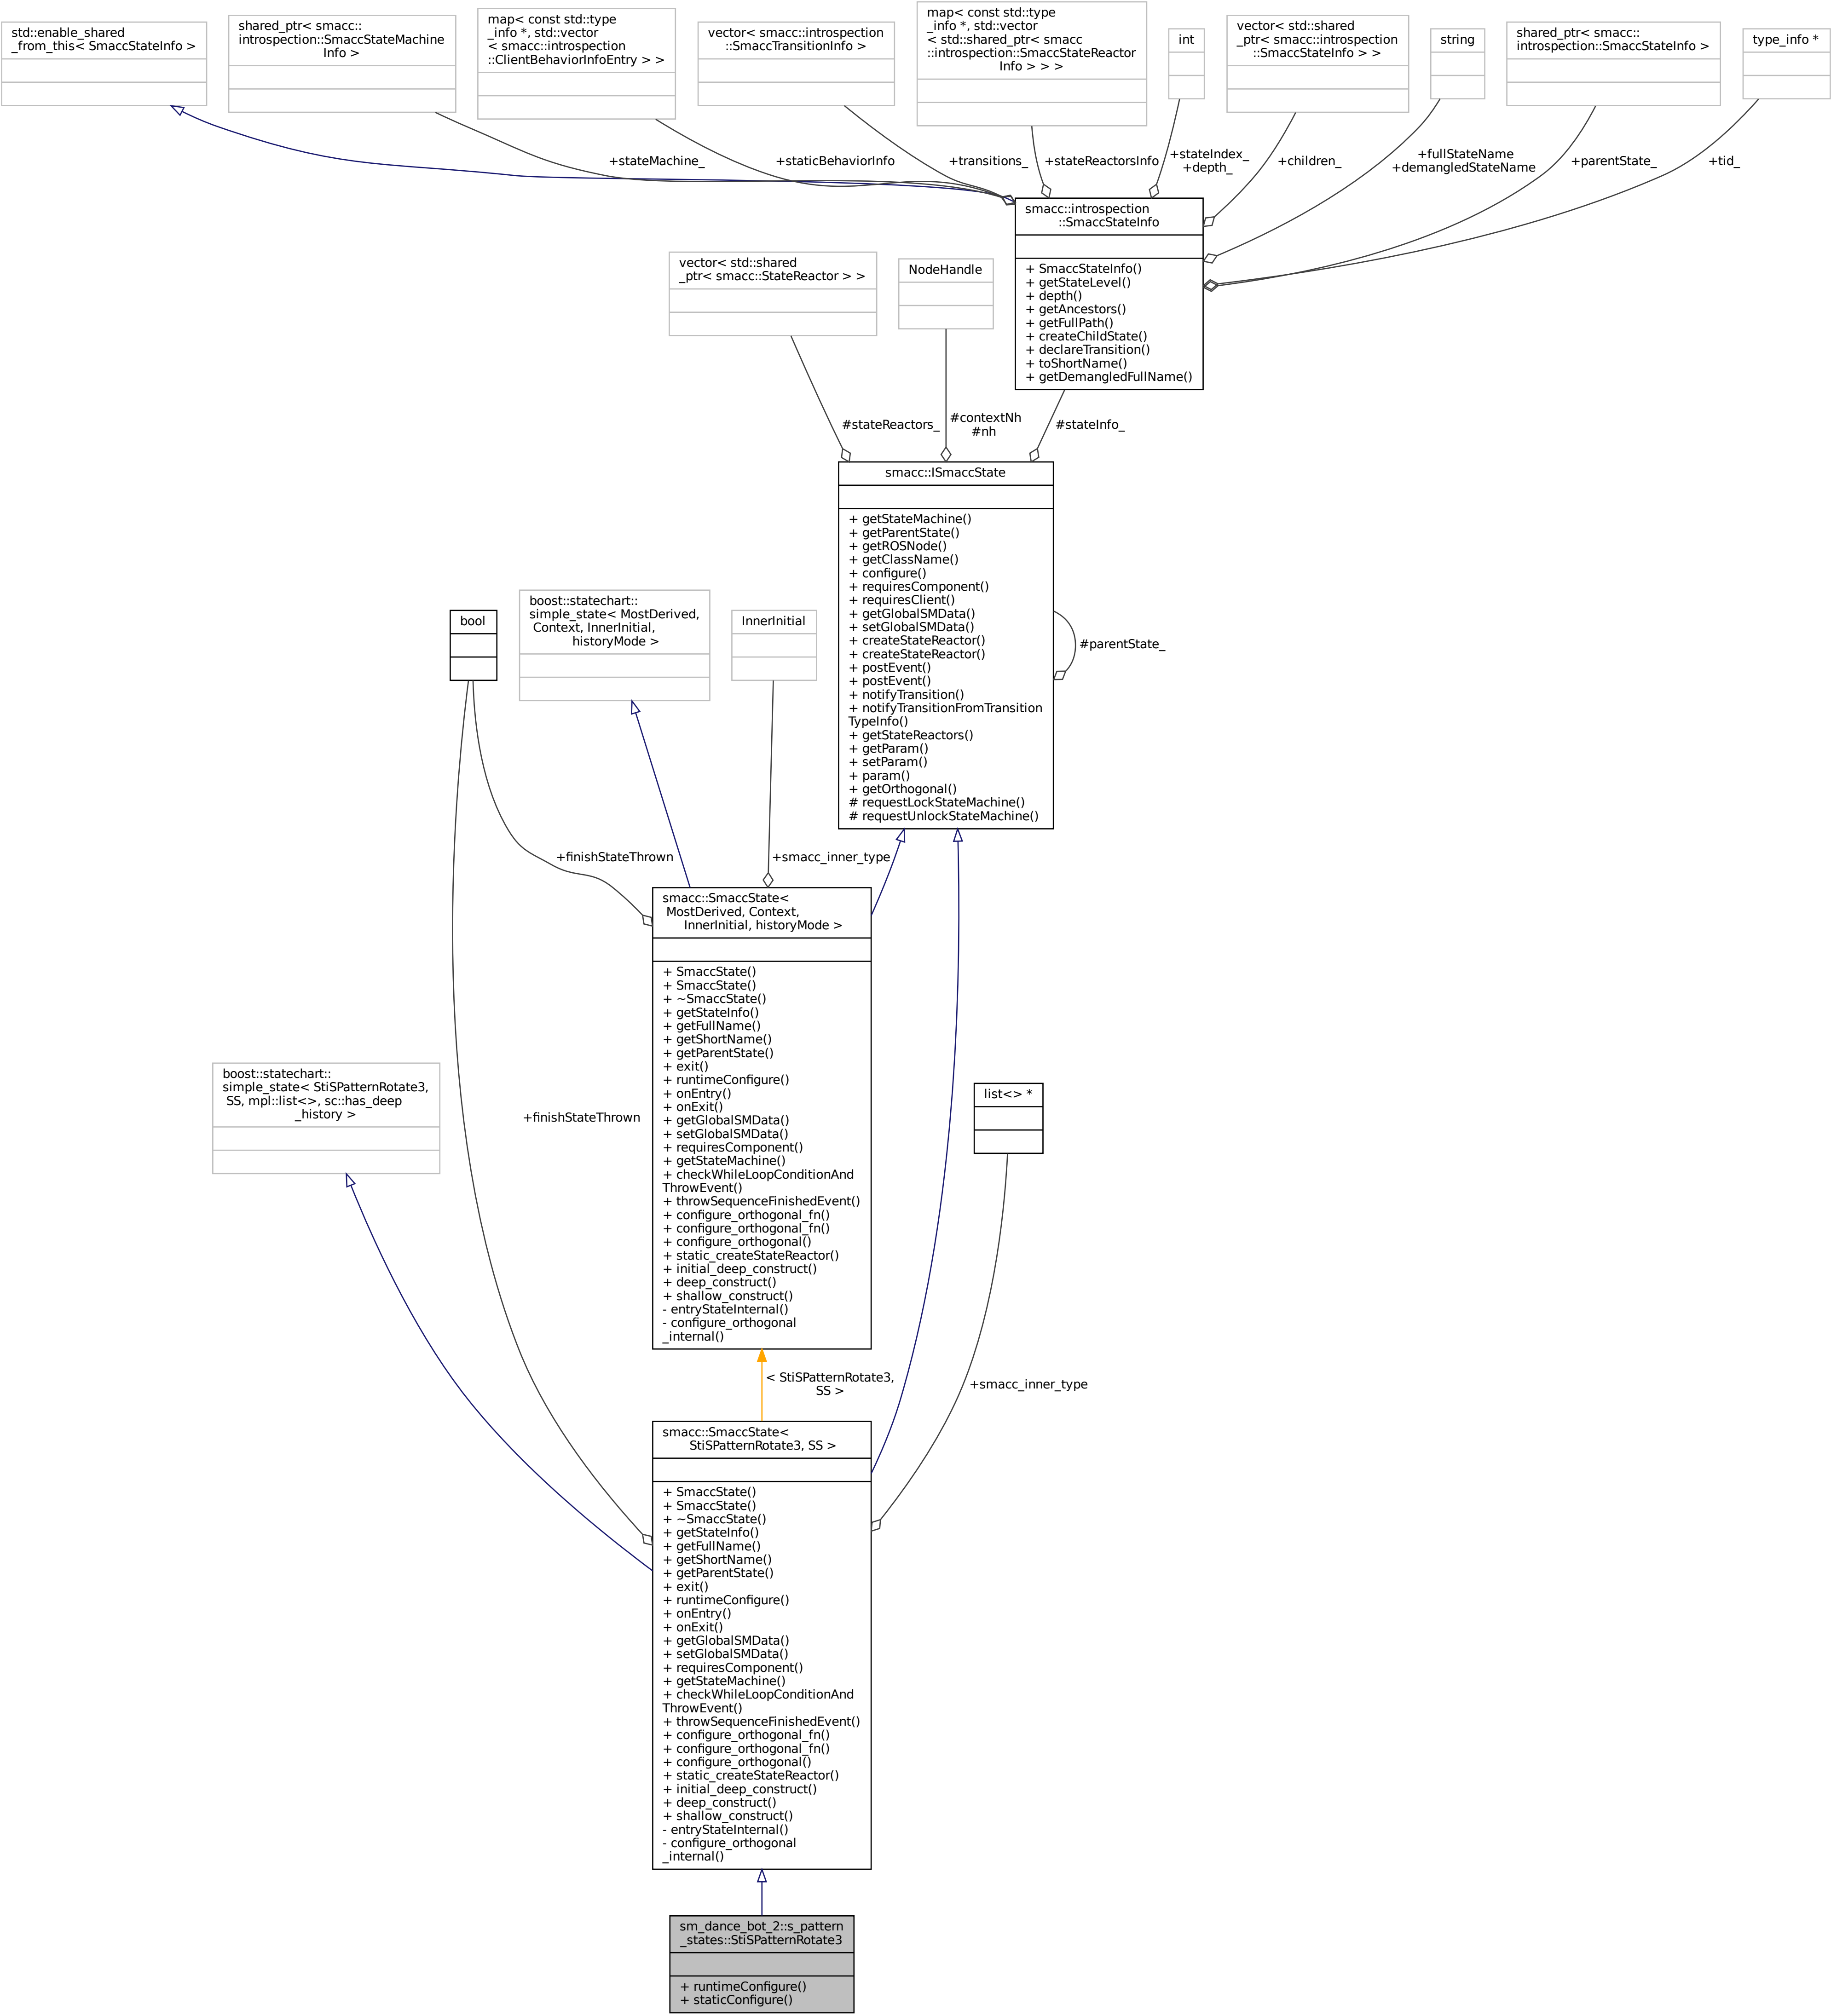 std::enable_shared
_from_this< SmaccStateInfo >
shared_ptr< smacc::
introspection::SmaccStateMachine
Info >
map< const std::type
_info *, std::vector
< smacc::introspection
::ClientBehaviorInfoEntry > >
vector< smacc::introspection
::SmaccTransitionInfo >
map< const std::type
_info *, std::vector
< std::shared_ptr< smacc
::introspection::SmaccStateReactor
Info > > >
int
vector< std::shared
_ptr< smacc::introspection
::SmaccStateInfo > >
string
shared_ptr< smacc::
introspection::SmaccStateInfo >
type_info *
+stateMachine_
+staticBehaviorInfo
+transitions_
+stateReactorsInfo
+stateIndex_
+depth_
+children_
+fullStateName
+demangledStateName
+parentState_
+tid_
smacc::introspection
::SmaccStateInfo
+ SmaccStateInfo()
+ getStateLevel()
+ depth()
+ getAncestors()
+ getFullPath()
+ createChildState()
+ declareTransition()
+ toShortName()
+ getDemangledFullName()
vector< std::shared
_ptr< smacc::StateReactor > >
NodeHandle
#stateReactors_
#contextNh
#nh
#stateInfo_
smacc::ISmaccState
+ getStateMachine()
+ getParentState()
+ getROSNode()
+ getClassName()
+ configure()
+ requiresComponent()
+ requiresClient()
+ getGlobalSMData()
+ setGlobalSMData()
+ createStateReactor()
+ createStateReactor()
+ postEvent()
+ postEvent()
+ notifyTransition()
+ notifyTransitionFromTransition
TypeInfo()
+ getStateReactors()
+ getParam()
+ setParam()
+ param()
+ getOrthogonal()
# requestLockStateMachine()
# requestUnlockStateMachine()
#parentState_
bool
boost::statechart::
simple_state< MostDerived,
Context, InnerInitial,
historyMode >
InnerInitial
+finishStateThrown
+smacc_inner_type
smacc::SmaccState<
MostDerived, Context,
InnerInitial, historyMode >
+ SmaccState()
+ SmaccState()
+ ~SmaccState()
+ getStateInfo()
+ getFullName()
+ getShortName()
+ getParentState()
+ exit()
+ runtimeConfigure()
+ onEntry()
+ onExit()
+ getGlobalSMData()
+ setGlobalSMData()
+ requiresComponent()
+ getStateMachine()
+ checkWhileLoopConditionAnd
ThrowEvent()
+ throwSequenceFinishedEvent()
+ configure_orthogonal_fn()
+ configure_orthogonal_fn()
+ configure_orthogonal()
+ static_createStateReactor()
+ initial_deep_construct()
+ deep_construct()
+ shallow_construct()
- entryStateInternal()
- configure_orthogonal
_internal()
boost::statechart::
simple_state< StiSPatternRotate3,
SS, mpl::list<>, sc::has_deep
_history >
+finishStateThrown
list<> *
< StiSPatternRotate3,
SS >
+smacc_inner_type
smacc::SmaccState<
StiSPatternRotate3, SS >
+ SmaccState()
+ SmaccState()
+ ~SmaccState()
+ getStateInfo()
+ getFullName()
+ getShortName()
+ getParentState()
+ exit()
+ runtimeConfigure()
+ onEntry()
+ onExit()
+ getGlobalSMData()
+ setGlobalSMData()
+ requiresComponent()
+ getStateMachine()
+ checkWhileLoopConditionAnd
ThrowEvent()
+ throwSequenceFinishedEvent()
+ configure_orthogonal_fn()
+ configure_orthogonal_fn()
+ configure_orthogonal()
+ static_createStateReactor()
+ initial_deep_construct()
+ deep_construct()
+ shallow_construct()
- entryStateInternal()
- configure_orthogonal
_internal()
sm_dance_bot_2::s_pattern
_states::StiSPatternRotate3
+ runtimeConfigure()
+ staticConfigure()